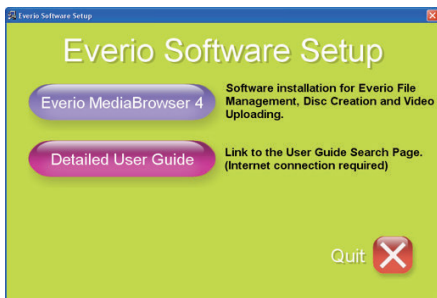 Everio Software Setup
Everio Software Setup
Everio MediaBrowser 4
Software installation for Everio File
Management, Disc Creation and Video
Uploading.
Detailed User Guide
Link to the User Guide Search Page.
(Internet connection required)
Quit